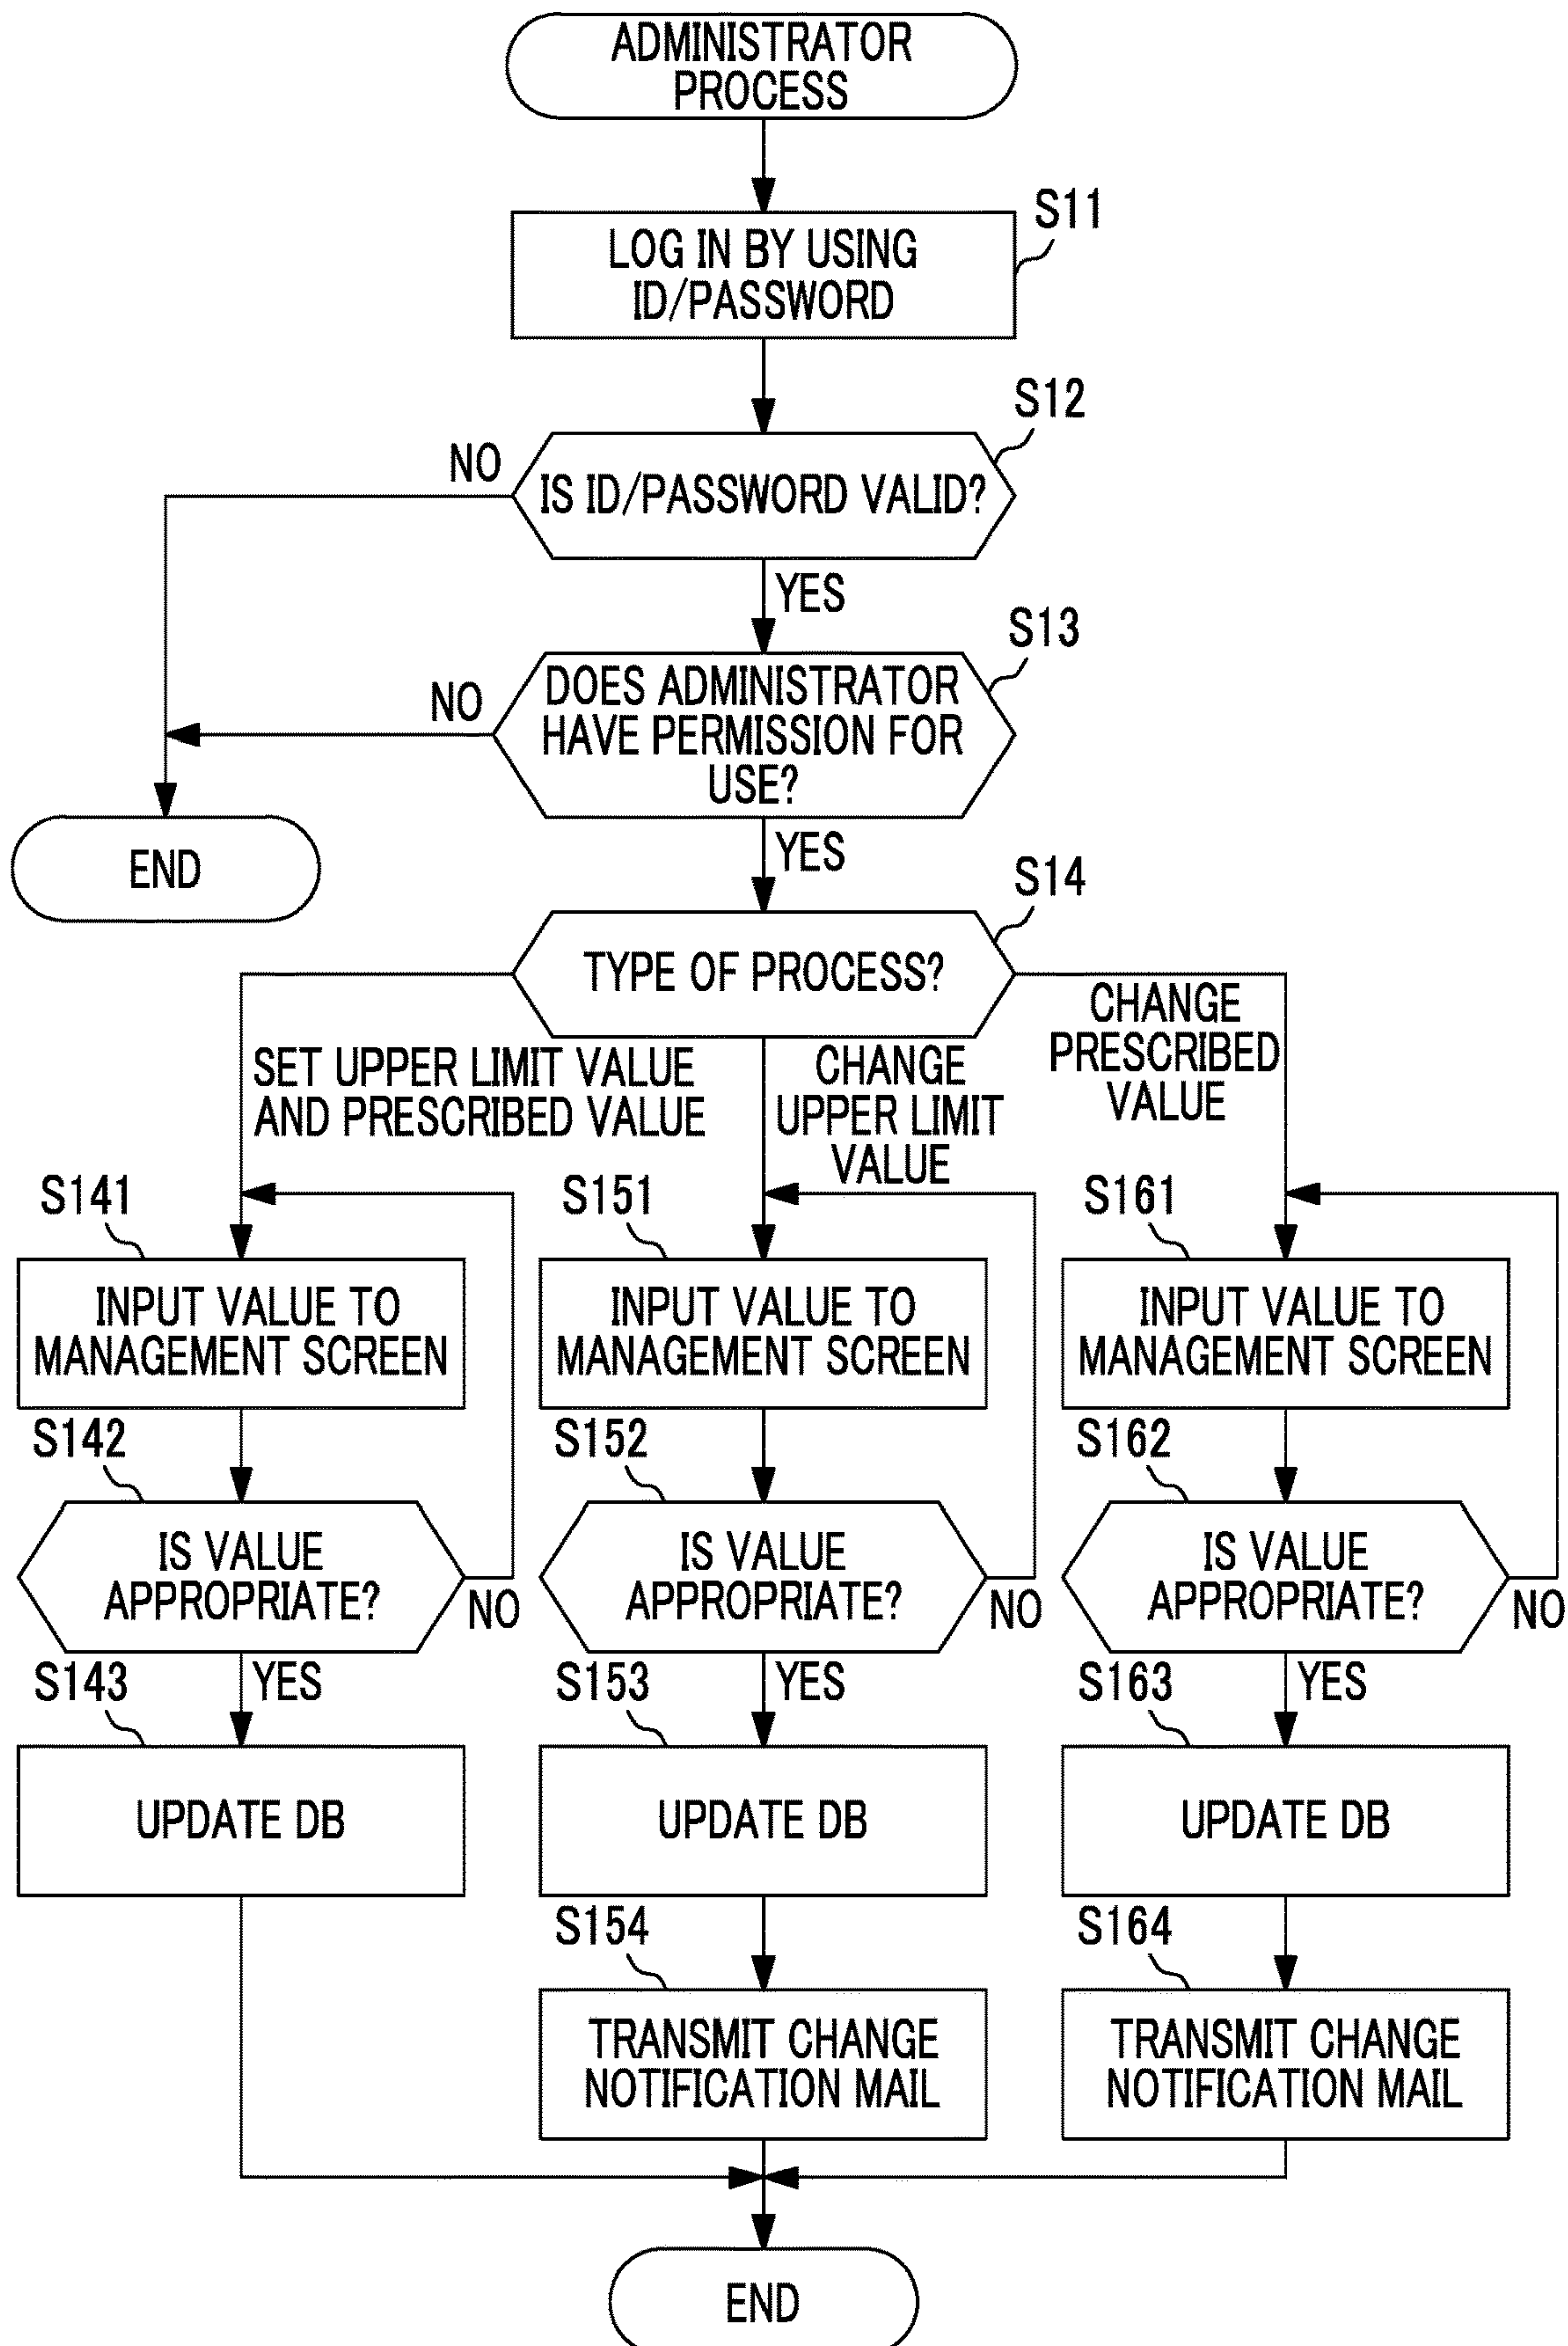 ADMINISTRATOR
PROCESS
S11
LOG IN BY USING
ID/PASSWORD
S12
NO
IS ID/PASSWORD VALID?
YES
S13
NO
DOES ADMINISTRATOR
HAVE PERMISSION FOR
USE?
YES
END
S14
TYPE OF PROCESS?
SET UPPER LIMIT VALUE
AND PRESCRIBED VALUE
CHANGE
UPPER LIMIT
VALUE
CHANGE
PRESCRIBED
VALUE
S141
INPUT VALUE TO
MANAGEMENT SCREEN
S142
IS VALUE
APPROPRIATE?
NO
S143
YES
UPDATE DB
S151
INPUT VALUE TO
MANAGEMENT SCREEN
S152
IS VALUE
APPROPRIATE?
NO
S153
YES
UPDATE DB
S154
TRANSMIT CHANGE
NOTIFICATION MAIL
S161
INPUT VALUE TO
MANAGEMENT SCREEN
S162
IS VALUE
APPROPRIATE?
NO
S163
YES
UPDATE DB
S164
TRANSMIT CHANGE
NOTIFICATION MAIL
END